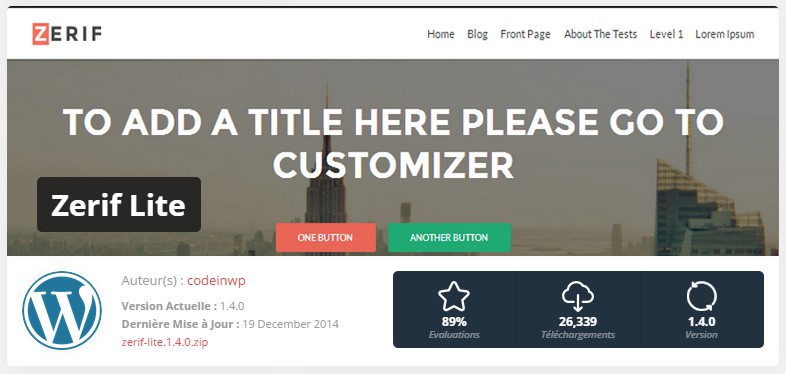 ZERIF
Home Blog Front Page About The Tests Level 1 Lorem Ipsum
TO ADD A TITLE HERE PLEASE GO TO
CUSTOMIZER
Zerif Lite
ONE BUTTON ANOTHER BUTTON
Auteur(s) : codeinwp
Version Actuelle : 1.4.0
Dernière Mise à Jour : 19 December 2014
zerif-lite.1.4.0.zip
89% 26,339 1.4.0
Evaluations Téléchargements Version